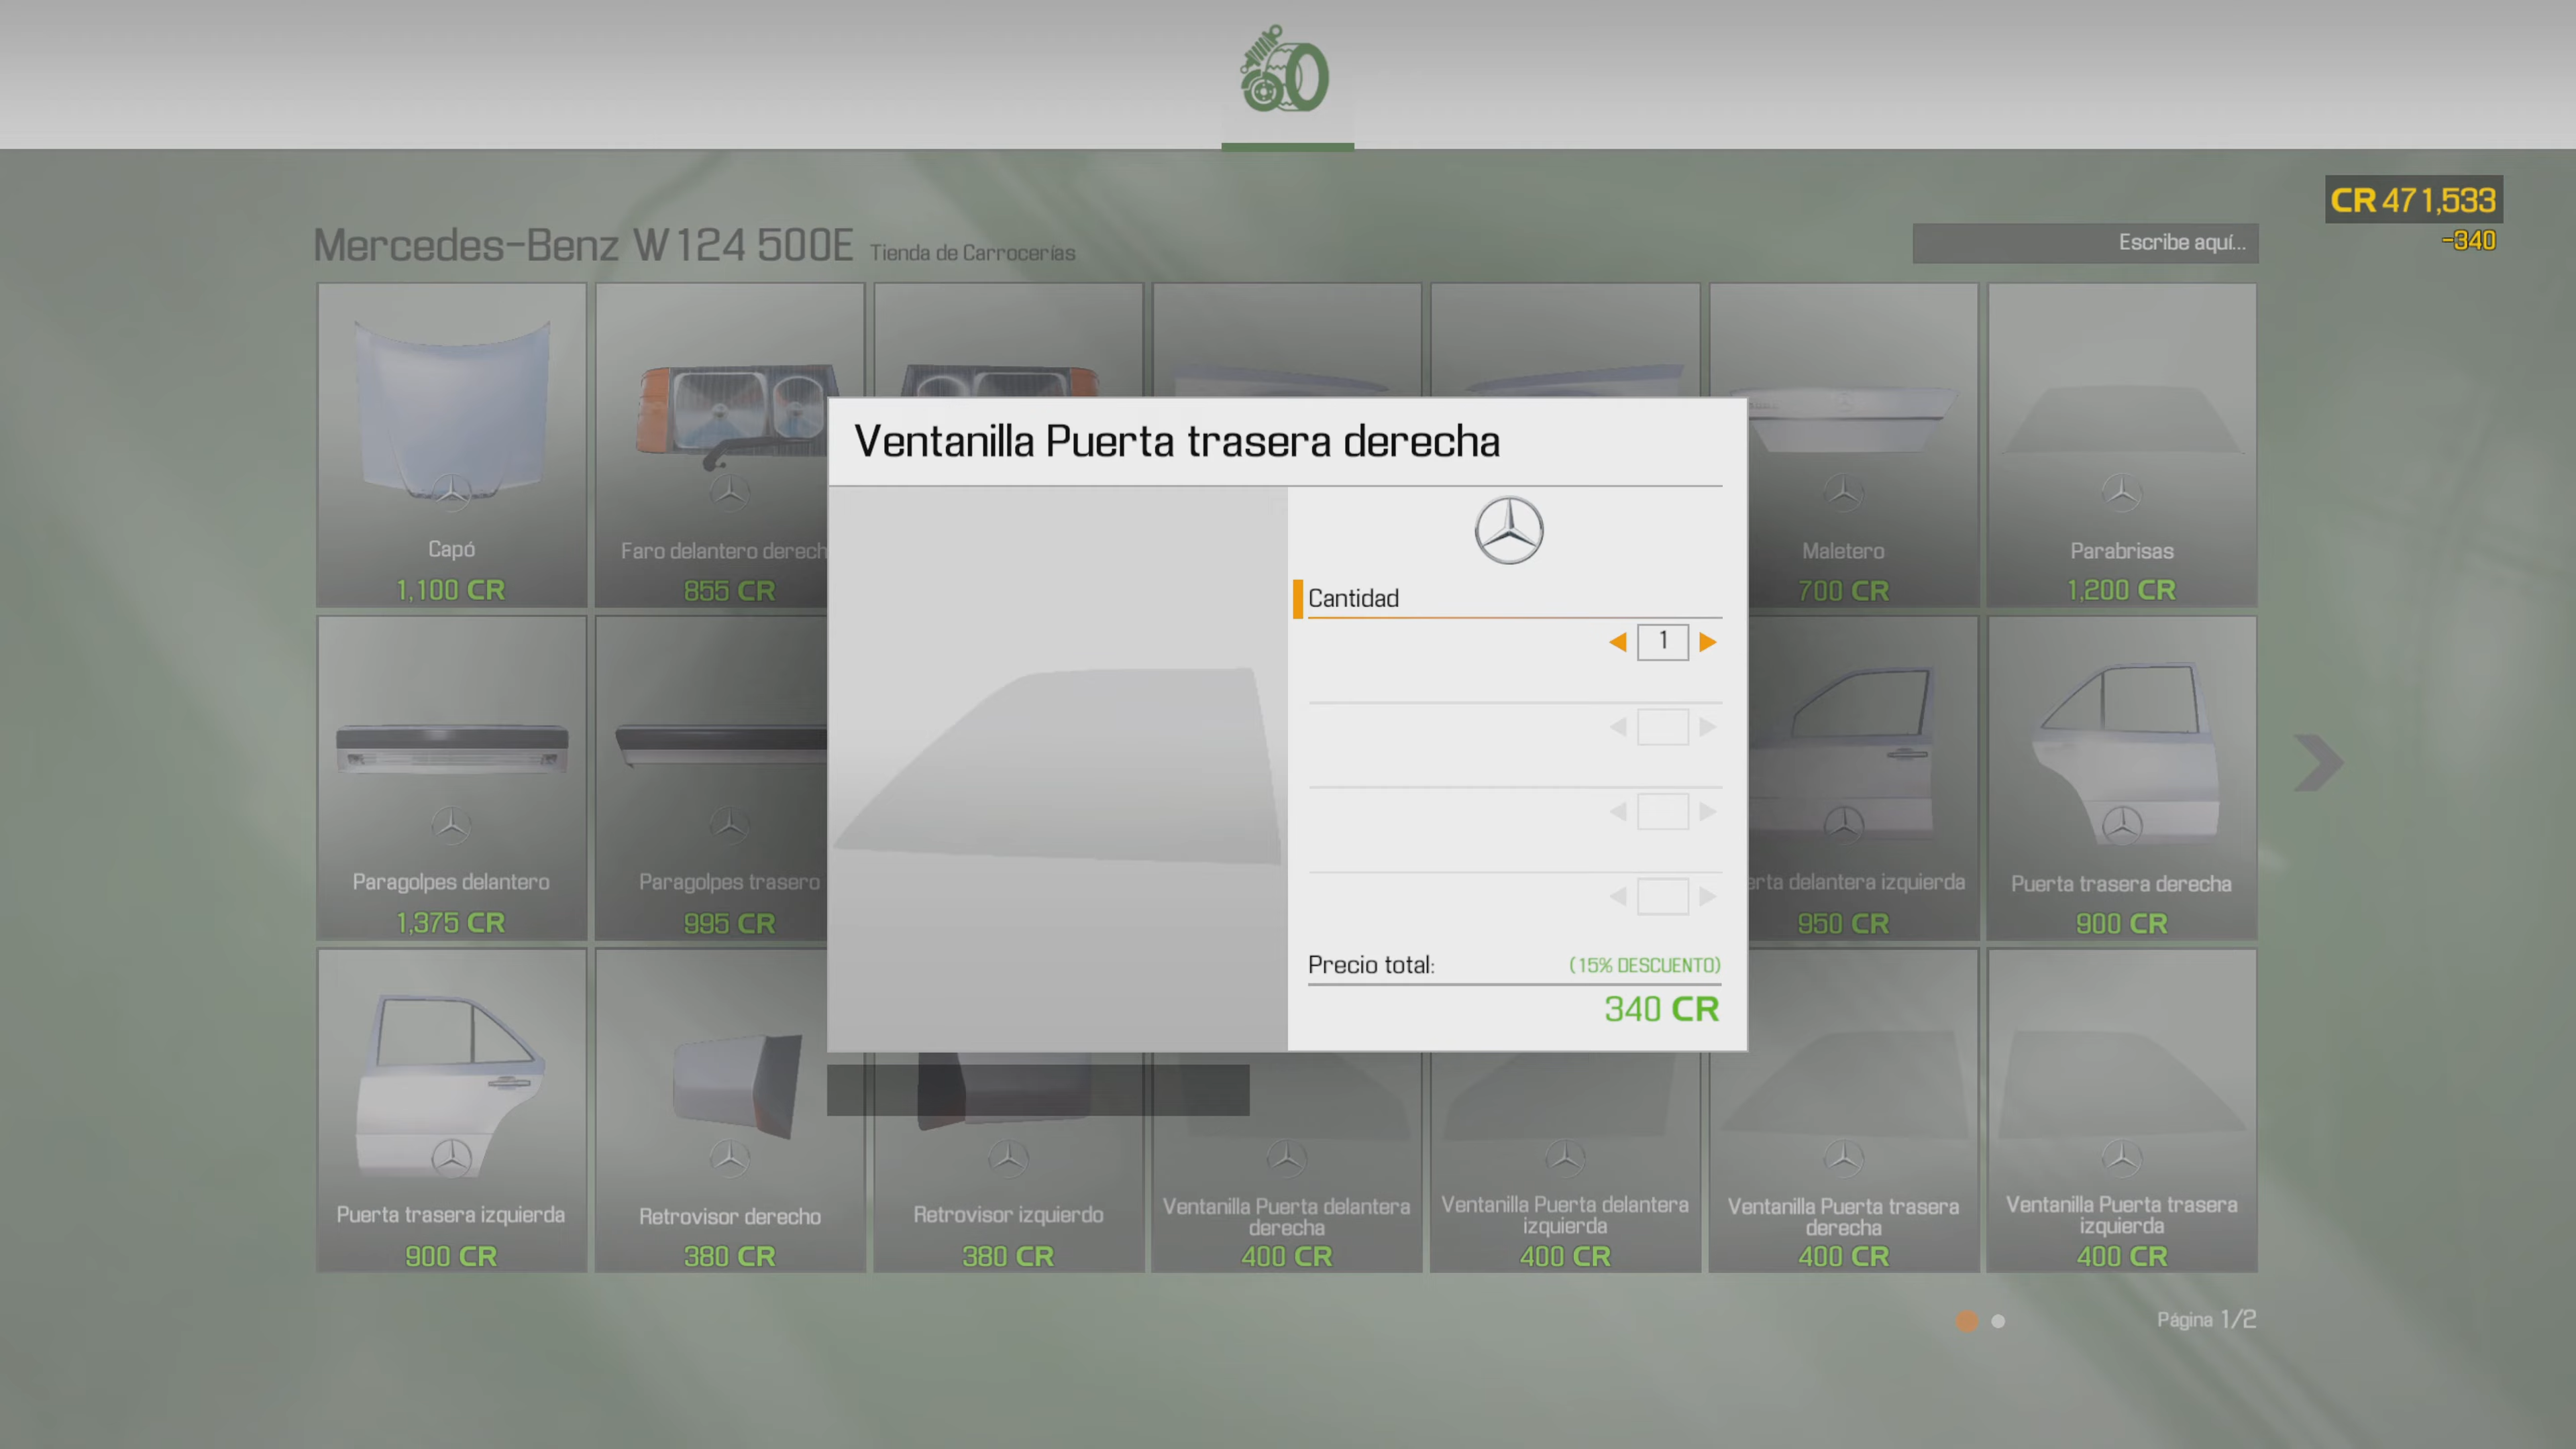 CR 471,533
-340
Mercedes-Benz W124 500E Tienda de Carrocerías
Escribe aquí...
Capó
1,100 CR
Faro delantero derech
855 CR
Maletero
700 CR
Parabrisas
1,200 CR
Ventanilla Puerta trasera derecha
Cantidad
1
Precio total:
(15% DESCUENTO)
340 CR
Paragolpes delantero
1,375 CR
Paragolpes trasero
995 CR
rta delantera izquierda
950 CR
Puerta trasera derecha
900 CR
Puerta trasera izquierda
900 CR
Retrovisor derecho
380 CR
Retrovisor izquierdo
380 CR
Ventanilla Puerta delantera
derecha
400 CR
Ventanilla Puerta delantera
izquierda
400 CR
Ventanilla Puerta trasera
derecha
400 CR
Ventanilla Puerta trasera
izquierda
400 CR
Página 1/2